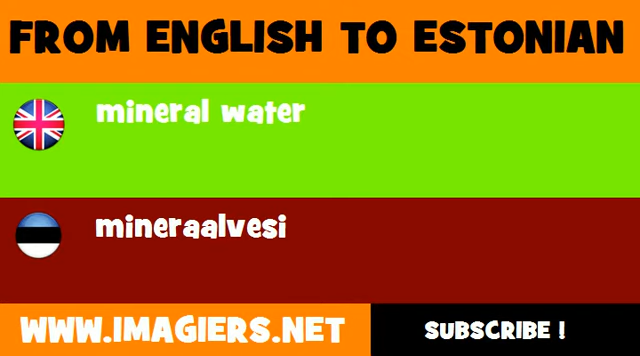 FROM ENGLISH TO ESTONIAN
mineral water
mineraalvesi
WWW.IMAGIERS.NET
SUBSCRIBE !